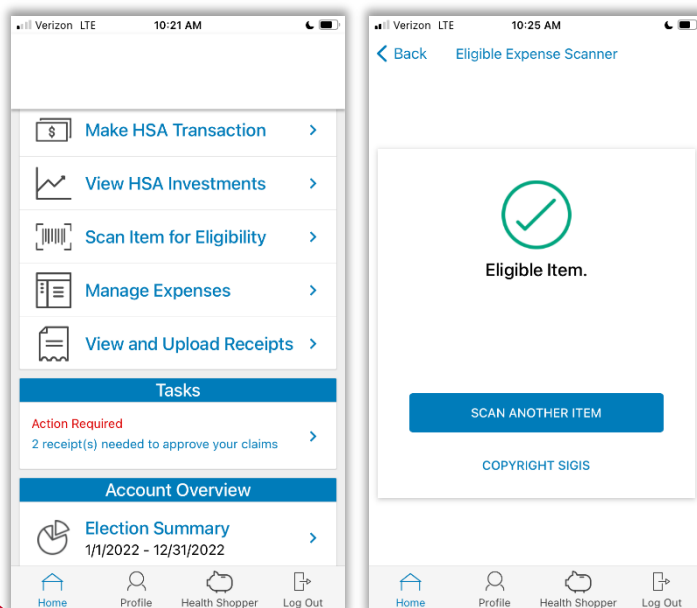 Verizon LTE 10:21 AM
Make HSA Transaction
View HSA Investments
Scan Item for Eligibility
Manage Expenses
View and Upload Receipts
Tasks
Action Required
2 receipt(s) needed to approve your claims
Account Overview
Election Summary
1/1/2022 - 12/31/2022
Home Profile Health Shopper Log Out
Verizon LTE 10:25 AM
Back Eligible Expense Scanner
Eligible Item.
SCAN ANOTHER ITEM
COPYRIGHT SIGIS
Home Profile Health Shopper Log Out